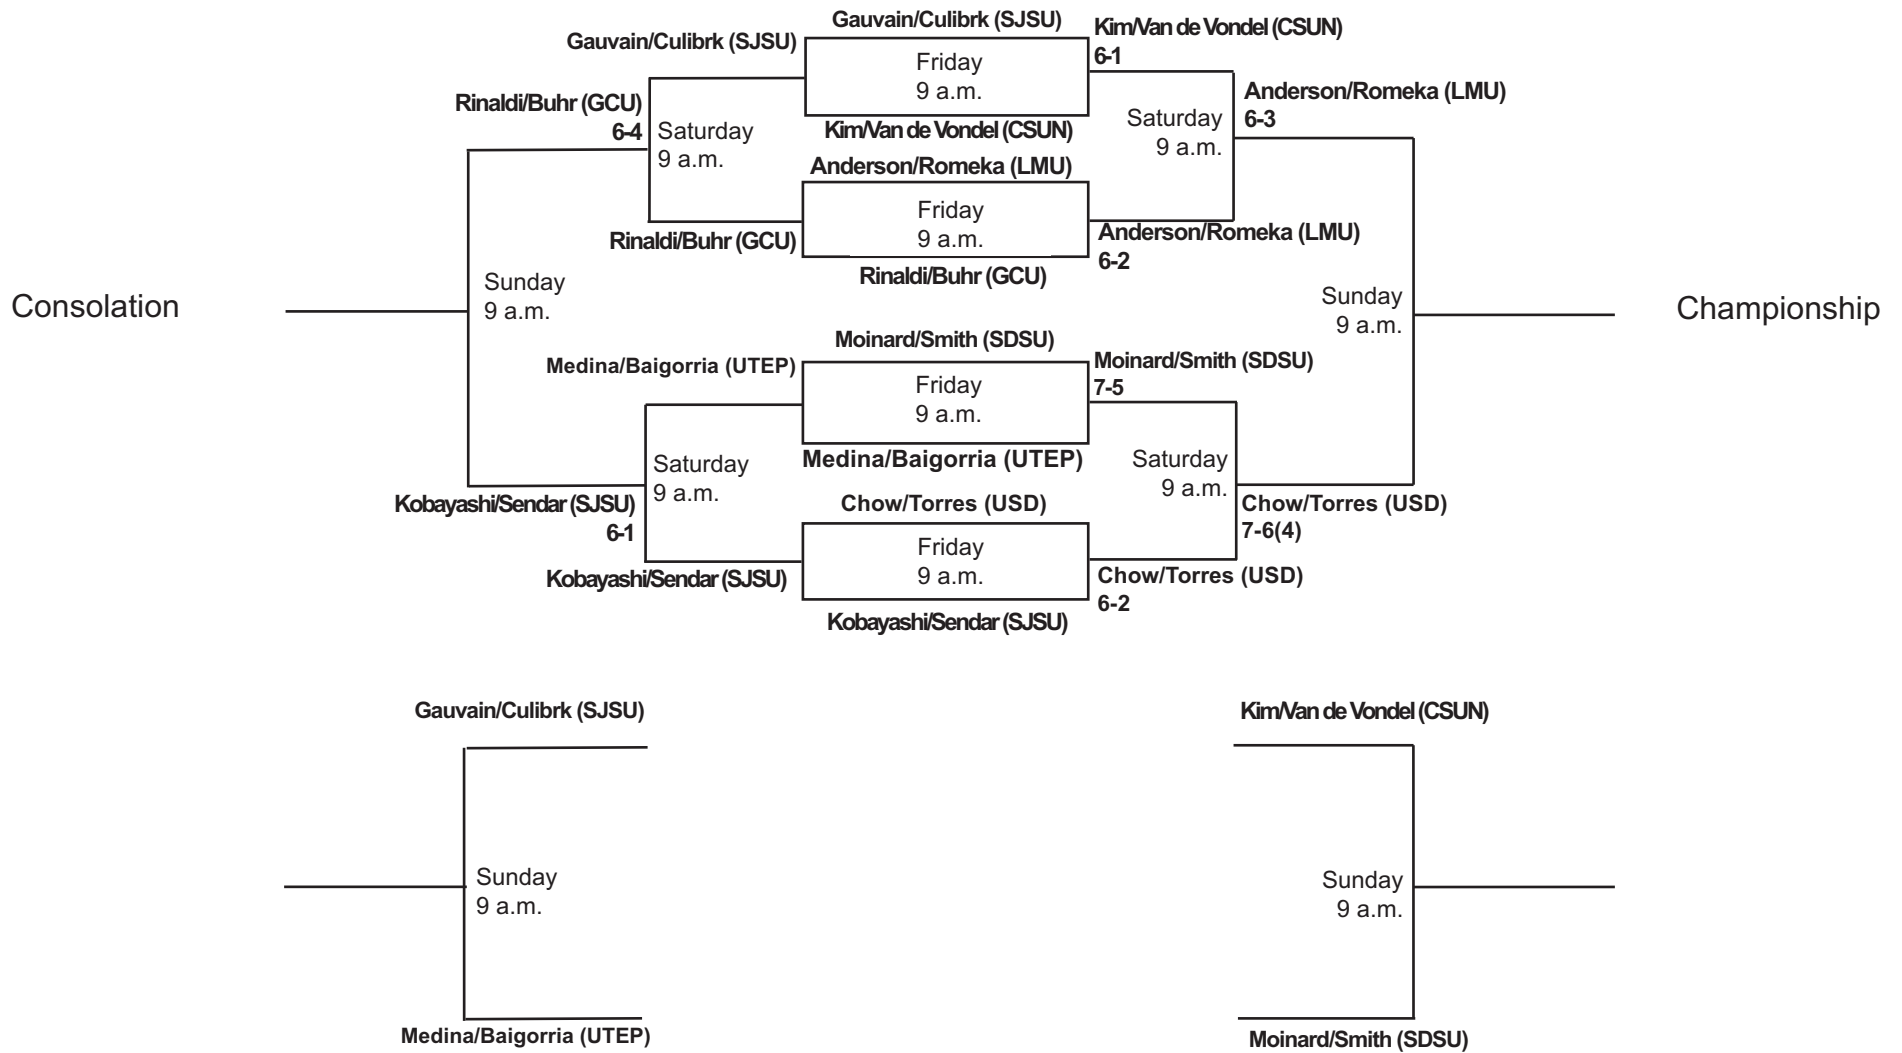 Gauvain/Culibrk (SJSU)
Kim/Van de Vondel (CSUN)
6-1
Gauvain/Culibrk (SJSU)
Friday
9 a.m.
Rinaldi/Buhr (GCU)
6-4
Anderson/Romeka (LMU)
6-3
Saturday
9 a.m.
Kim/Van de Vondel (CSUN)
Saturday
9 a.m.
Anderson/Romeka (LMU)
Friday
9 a.m.
Rinaldi/Buhr (GCU)
Anderson/Romeka (LMU)
6-2
Rinaldi/Buhr (GCU)
Sunday
9 a.m.
Sunday
9 a.m.
Consolation
Championship
Moinard/Smith (SDSU)
Medina/Baigorria (UTEP)
Moinard/Smith (SDSU)
7-5
Friday
9 a.m.
Medina/Baigorria (UTEP)
Saturday
9 a.m.
Saturday
9 a.m.
Kobayashi/Sendar (SJSU)
6-1
Chow/Torres (USD)
Chow/Torres (USD)
7-6(4)
Friday
9 a.m.
Kobayashi/Sendar (SJSU)
Chow/Torres (USD)
6-2
Kobayashi/Sendar (SJSU)
Gauvain/Culibrk (SJSU)
Kim/Van de Vondel (CSUN)
Sunday
9 a.m.
Sunday
9 a.m.
Medina/Baigorria (UTEP)
Moinard/Smith (SDSU)